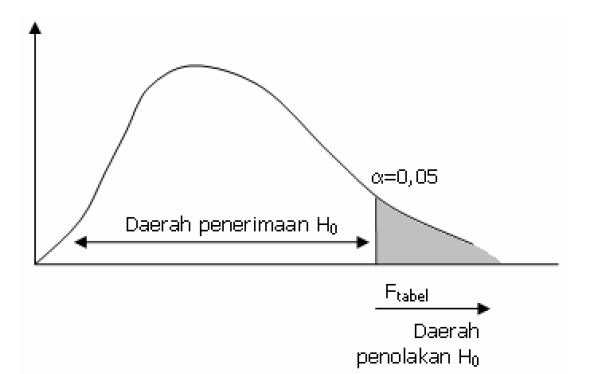 α=0,05
Daerah penerimaan H₀
Fₜₐbₑₗ
Daerah
penolakan H₀